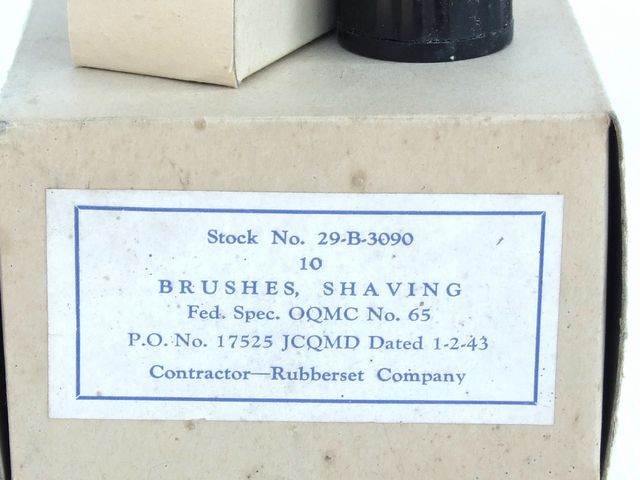 Stock No. 29-B-3090
10
BRUSHES, SHAVING
Fed. Spec. OQMC No. 65
P.O. No. 17525 JCQMD Dated 1-2-43
Contractor—Rubberset Company